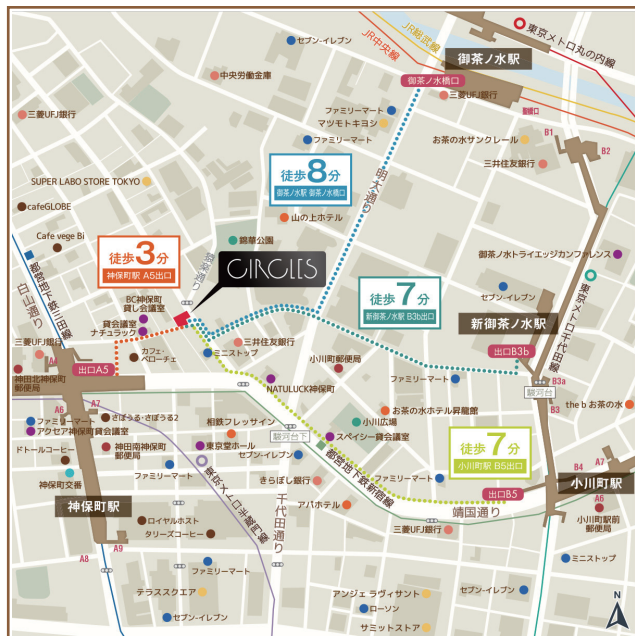 セブン-イレブン
JR総武線
JR中央線
東京メトロ丸の内線
御茶ノ水駅
中央労働金庫
御茶ノ水橋口
三菱UFJ銀行
ファミリーマート
マツモトキヨシ
三菱UFJ銀行
お茶の水サンクレール
B1
B2
ファミリーマート
三井住友銀行
明大通り
徒歩8分
御茶ノ水駅 御茶ノ水橋口
SUPER LABO STORE TOKYO
cafeGLOBE
山の上ホテル
Cafe vege Bi
錦華公園
徒歩3分
神保町駅 A5出口
CIRCLES
御茶ノ水トライエッジカンファレンス
都営地下鉄三田線
白山通り
徒歩7分
新御茶ノ水駅 B3b出口
セブン-イレブン
東京メトロ千代田線
BC神保町
貸し会議室
貸会議室
ナチュラック
新御茶ノ水駅
三菱UFJ銀行
カフェ・
ベローチェ
ミニストップ
三井住友銀行
小川町郵便局
出口B3b
A4
出口A5
神田北神保町
郵便局
ファミリーマート
B3a
駿河台
NATULUCK神保町
the b お茶の水
B3
A6
A7
さぼうる・さぼうる2
ファミリーマート
アクセア神保町貸会議室
相鉄フレッサイン
お茶の水ホテル昇龍館
小川広場
駿河台下
スペイシー貸会議室
徒歩7分
小川町駅 B5出口
ドトールコーヒー
神田南神保町
郵便局
東京堂ホール
セブン-イレブン
都営地下鉄新宿線
B4
A7
神保町交番
ファミリーマート
東京メトロ半蔵門線
きらぼし銀行
ファミリーマート
小川町駅
出口B5
アパホテル
靖国通り
A6
小川町駅前
郵便局
神保町駅
ロイヤルホスト
タリーズコーヒー
千代田通り
三菱UFJ銀行
A8
A9
ミニストップ
ファミリーマート
テラススクエア
アンジェ ラヴィサント
セブン-イレブン
セブン-イレブン
ローソン
サミットストア
N